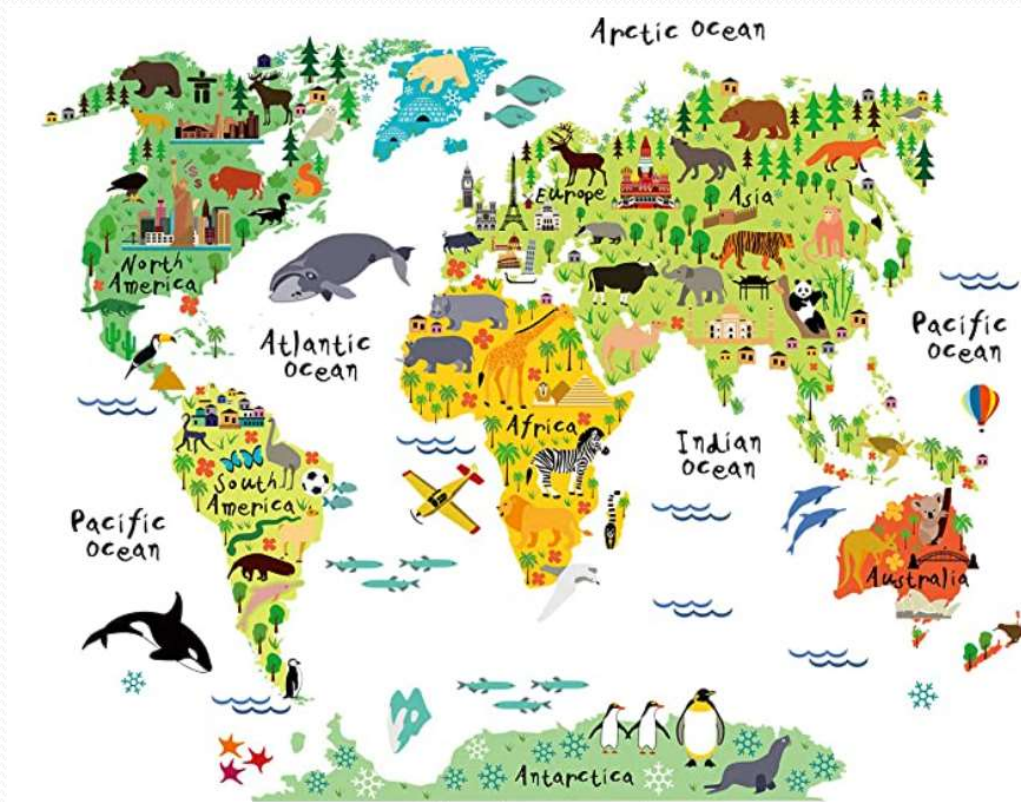 Arctic Ocean
Europe
Asia
North
America
Atlantic
Ocean
Pacific
Ocean
Africa
Indian
Ocean
South
America
Pacific
Ocean
Australia
Antarctica